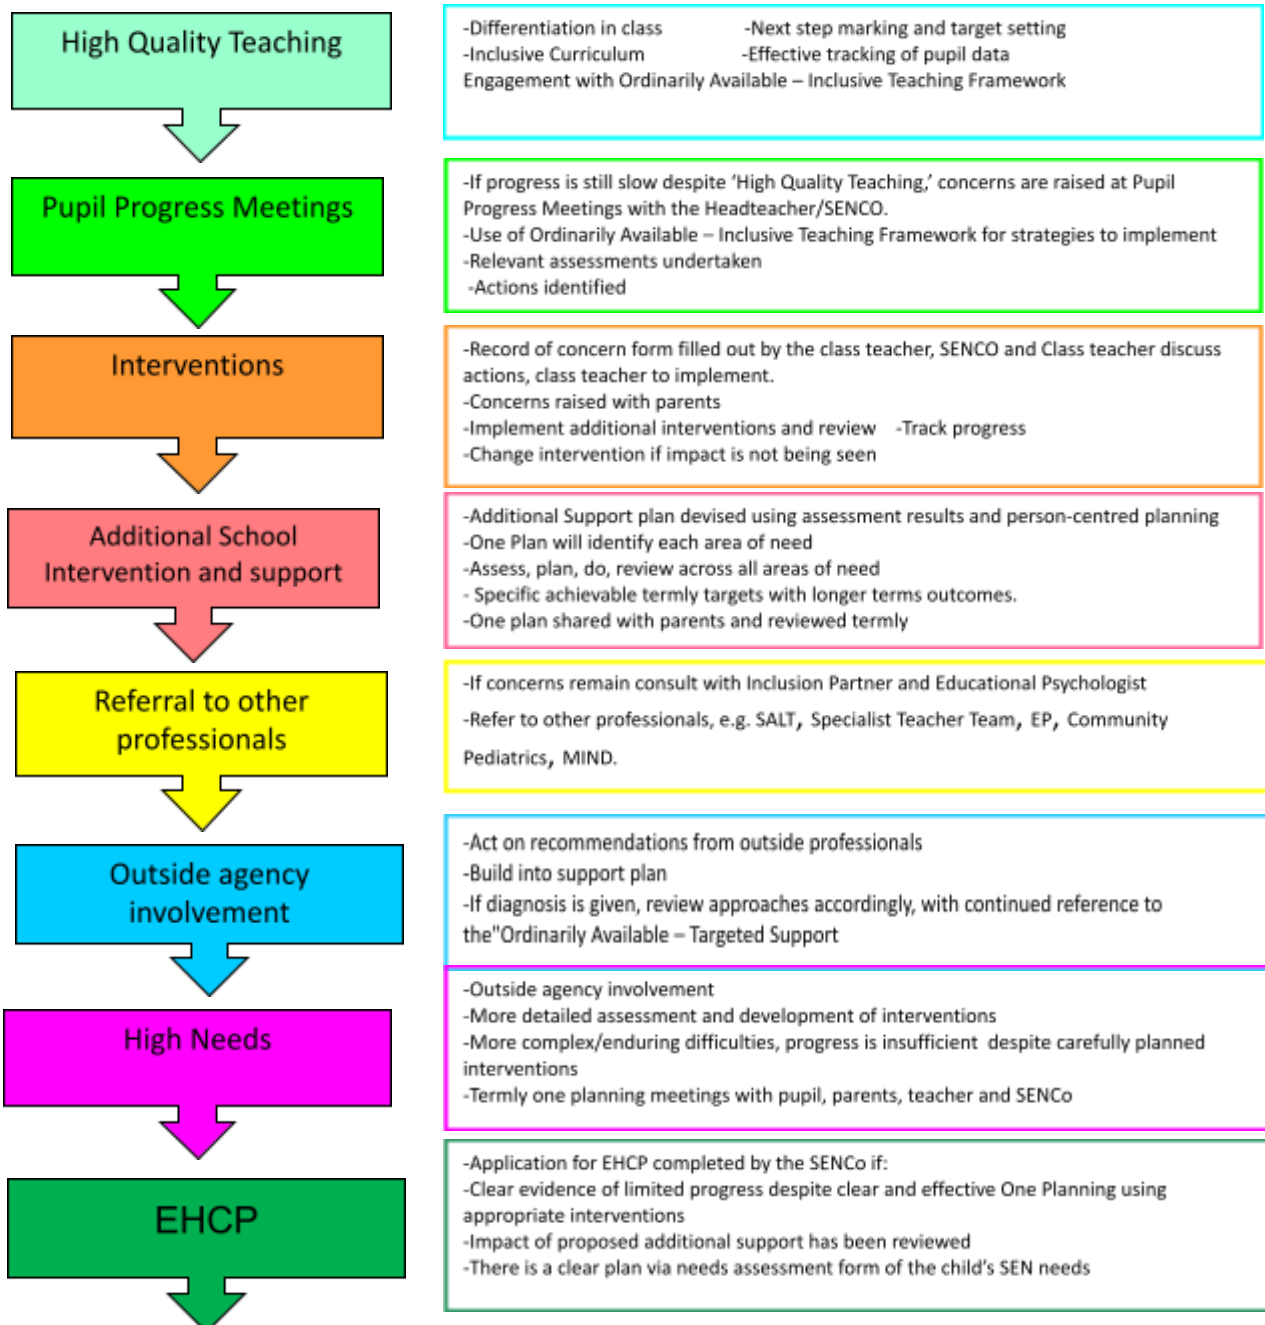 High Quality Teaching
-Differentiation in class -Next step marking and target setting
-Inclusive Curriculum -Effective tracking of pupil data
Engagement with Ordinarily Available – Inclusive Teaching Framework
Pupil Progress Meetings
-If progress is still slow despite ‘High Quality Teaching,’ concerns are raised at Pupil
Progress Meetings with the Headteacher/SENCO.
-Use of Ordinarily Available – Inclusive Teaching Framework for strategies to implement
-Relevant assessments undertaken
-Actions identified
Interventions
-Record of concern form filled out by the class teacher, SENCO and Class teacher discuss
actions, class teacher to implement.
-Concerns raised with parents
-Implement additional interventions and review -Track progress
-Change intervention if impact is not being seen
Additional School
Intervention and support
-Additional Support plan devised using assessment results and person-centred planning
-One Plan will identify each area of need
-Assess, plan, do, review across all areas of need
- Specific achievable termly targets with longer terms outcomes.
-One plan shared with parents and reviewed termly
Referral to other
professionals
-If concerns remain consult with Inclusion Partner and Educational Psychologist
-Refer to other professionals, e.g. SALT, Specialist Teacher Team, EP, Community
Pediatrics, MIND.
Outside agency
involvement
-Act on recommendations from outside professionals
-Build into support plan
-If diagnosis is given, review approaches accordingly, with continued reference to
the"Ordinarily Available – Targeted Support
High Needs
-Outside agency involvement
-More detailed assessment and development of interventions
-More complex/enduring difficulties, progress is insufficient despite carefully planned
interventions
-Termly one planning meetings with pupil, parents, teacher and SENCo
EHCP
-Application for EHCP completed by the SENCo if:
-Clear evidence of limited progress despite clear and effective One Planning using
appropriate interventions
-Impact of proposed additional support has been reviewed
-There is a clear plan via needs assessment form of the child’s SEN needs